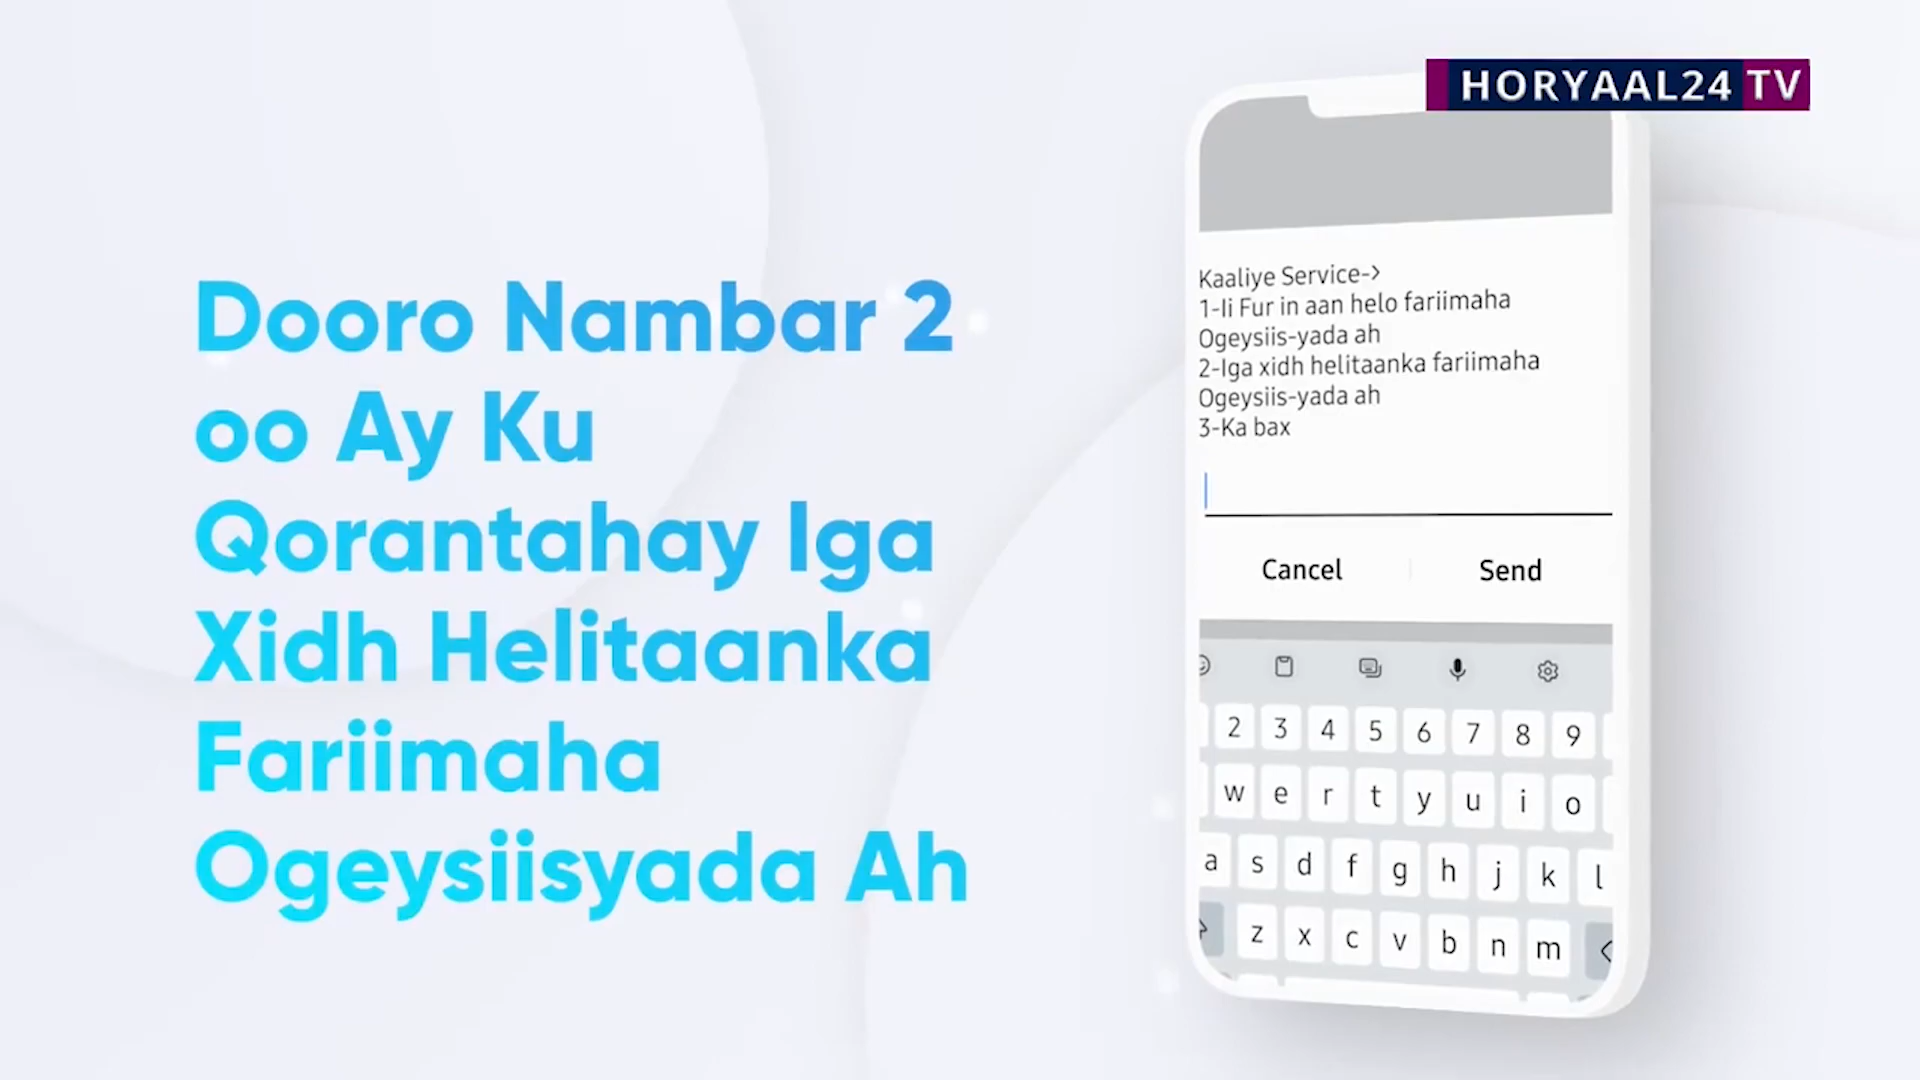 HORYAAL24 TV
Dooro Nambar 2
oo Ay Ku
Qorantahay Iga
Xidh Helitaanka
Fariimaha
Ogeysiisyada Ah
Kaaliye Service->
1-Ii Fur in aan helo fariimaha
Ogeysiis-yada ah
2-Iga xidh helitaanka fariimaha
Ogeysiis-yada ah
3-Ka bax
Cancel Send
2 3 4 5 6 7 8 9
w e r t y u i o
a s d f g h j k l
z x c v b n m